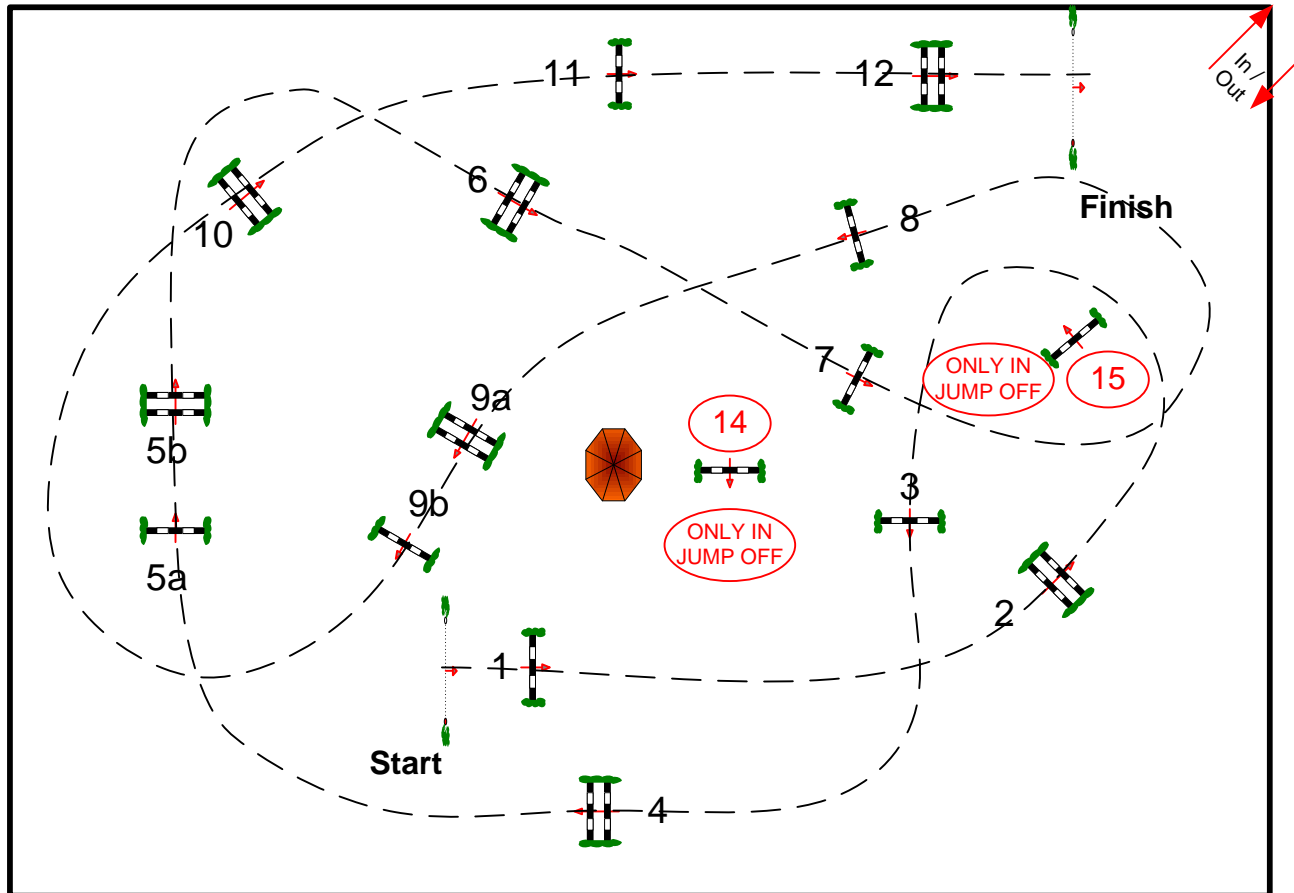 11
12
In /
Out
6
10
8
Finish
7
ONLY IN
JUMP OFF
15
9a
14
5b
9b
3
ONLY IN
JUMP OFF
5a
2
1
Start
4